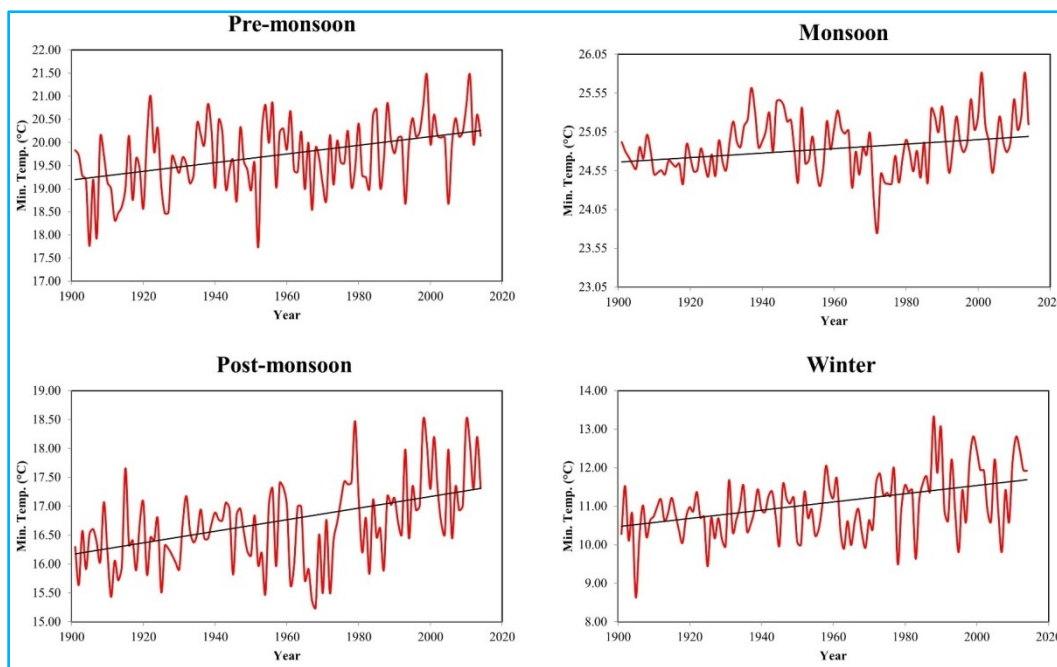 Pre-monsoon
22.00
21.50
21.00
20.50
20.00
19.50
19.00
18.50
18.00
17.50
17.00
Min. Temp. (°C)
1900 1920 1940 1960 1980 2000 2020
Year
Monsoon
26.05
25.55
25.05
24.55
24.05
23.55
23.05
Min. Temp. (°C)
1900 1920 1940 1960 1980 2000 2020
Year
Post-monsoon
19.00
18.50
18.00
17.50
17.00
16.50
16.00
15.50
15.00
Min. Temp. (°C)
1900 1920 1940 1960 1980 2000 2020
Year
Winter
14.00
13.00
12.00
11.00
10.00
9.00
8.00
Min. Temp. (°C)
1900 1920 1940 1960 1980 2000 2020
Year